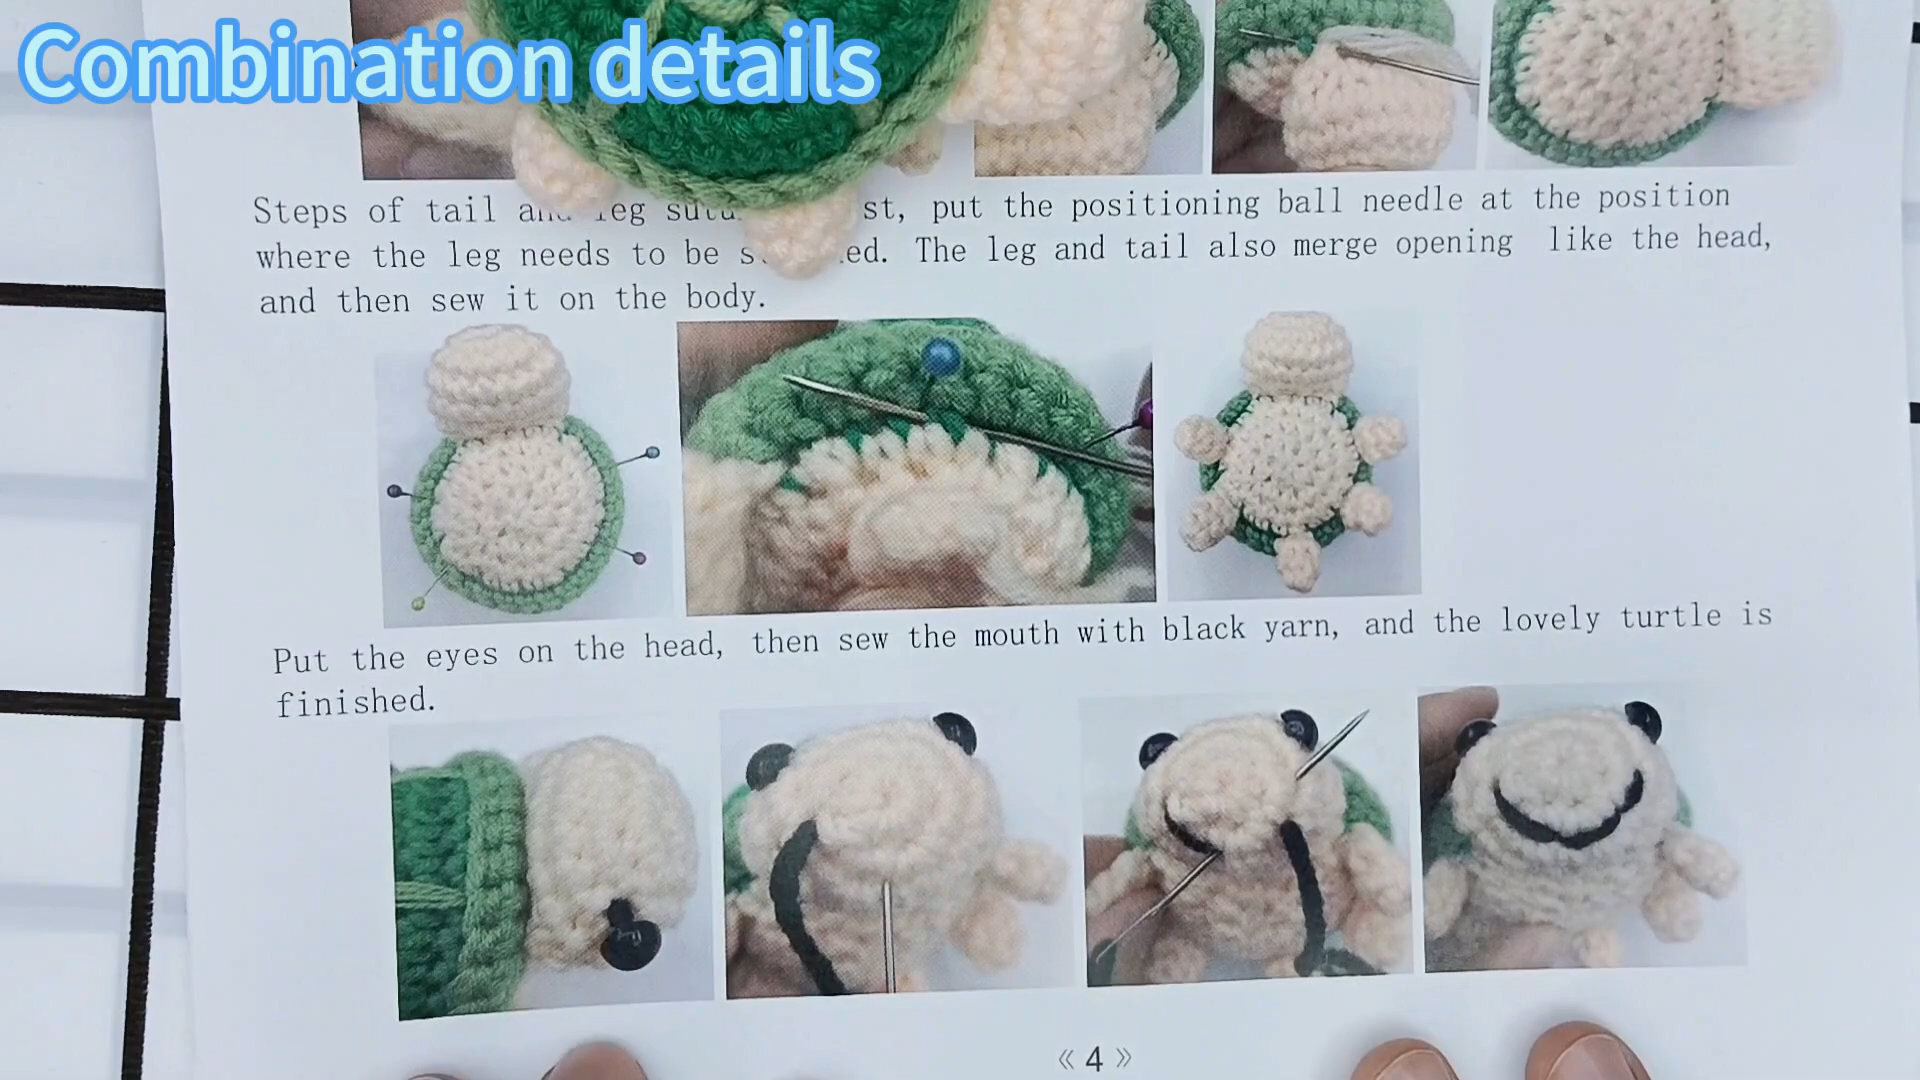 Combination details
Steps of tail and leg st, put the positioning ball needle at the position
where the leg needs to be ed. The leg and tail also merge opening like the head,
and then sew it on the body.
Put the eyes on the head, then sew the mouth with black yarn, and the lovely turtle is
finished.
《4》